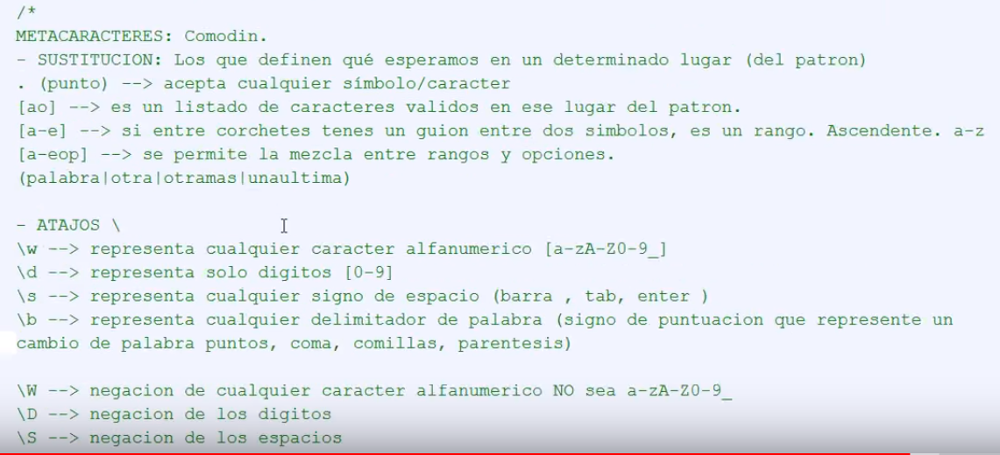 /*
METACARACTERES: Comodin.
- SUSTITUCION: Los que definen qué esperamos en un determinado lugar (del patron)
. (punto) --> acepta cualquier símbolo/caracter
[ao] --> es un listado de caracteres validos en ese lugar del patron.
[a-e] --> si entre corchetes tenes un guion entre dos simbolos, es un rango. Ascendente. a-z
[a-eop] --> se permite la mezcla entre rangos y opciones.
(palabra|otra|otramas|unaultima)
- ATAJOS \
\w --> representa cualquier caracter alfanumerico [a-zA-Z0-9_]
\d --> representa solo digitos [0-9]
\s --> representa cualquier signo de espacio (barra , tab, enter )
\b --> representa cualquier delimitador de palabra (signo de puntuacion que represente un
cambio de palabra puntos, coma, comillas, parentesis)
\W --> negacion de cualquier caracter alfanumerico NO sea a-zA-Z0-9_
\D --> negacion de los digitos
\S --> negacion de los espacios